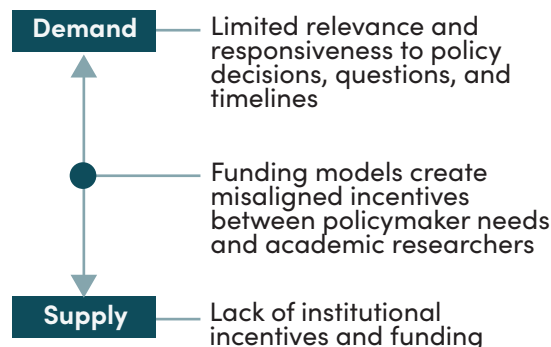 Demand
Limited relevance and
responsiveness to policy
decisions, questions, and
timelines
Funding models create
misaligned incentives
between policymaker needs
and academic researchers
Supply
Lack of institutional
incentives and funding